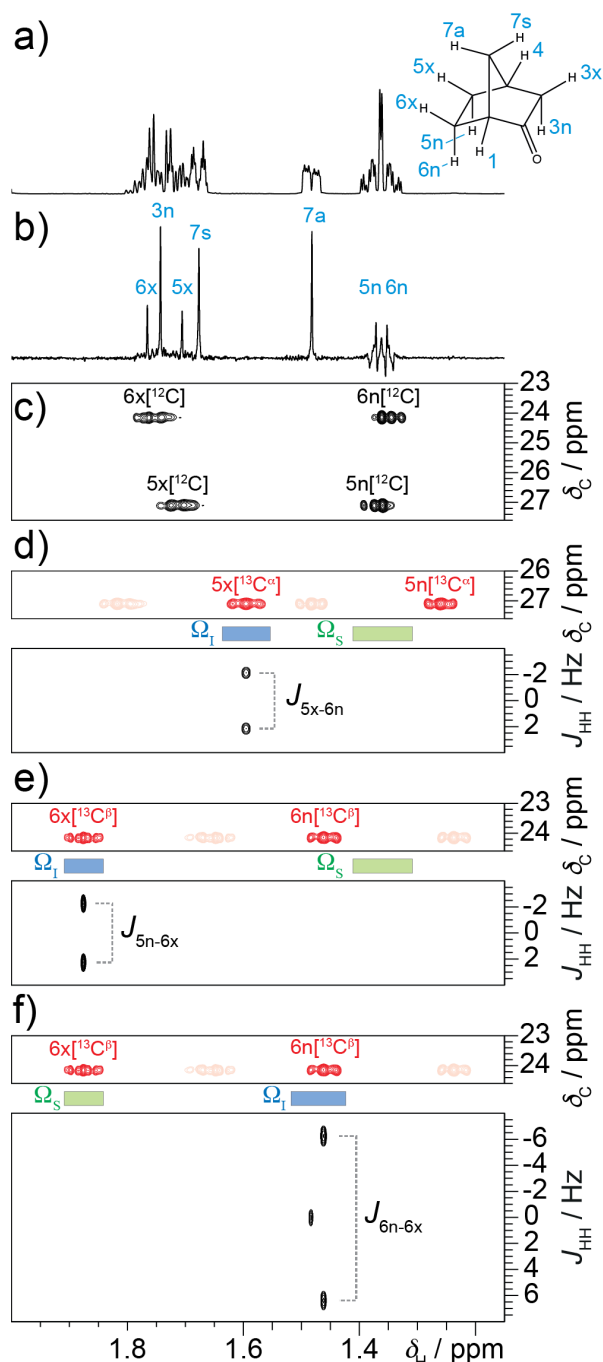 a)
7a
7s
H
H
H
4
5x
H
H
3x
6x
H
H
H
5n
3n
H
H
6n
1
O
b)
3n
7s
7a
6x
5x
5n 6n
c)
6x[¹²C]
6n[¹²C]
5x[¹²C]
5n[¹²C]
23
24
25
26
27
δC / ppm
d)
5x[¹³Cα]
5n[¹³Cα]
26
27
δC / ppm
ΩI
ΩS
J5x-6n
-2
0
2
JHH / Hz
e)
6x[¹³Cβ]
6n[¹³Cβ]
23
24
δC / ppm
ΩI
ΩS
J5n-6x
-2
0
2
JHH / Hz
f)
6x[¹³Cβ]
6n[¹³Cβ]
23
24
δC / ppm
ΩS
ΩI
J6n-6x
-6
-4
-2
0
2
4
6
JHH / Hz
1.8
1.6
1.4
δH / ppm